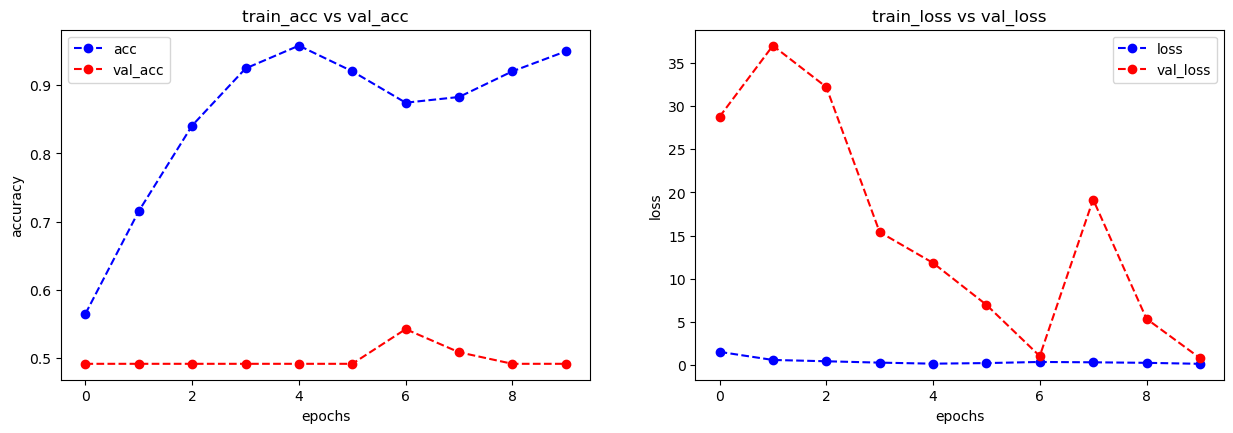 train_acc vs val_acc
acc
val_acc
0.9
0.8
0.7
0.6
0.5
accuracy
0 2 4 6 8
epochs
train_loss vs val_loss
loss
val_loss
35
30
25
20
15
10
5
0
loss
0 2 4 6 8
epochs